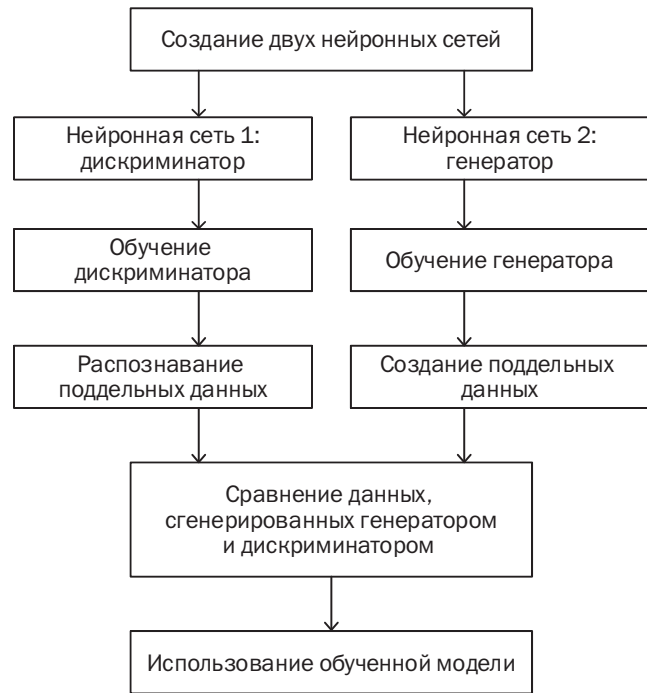 Создание двух нейронных сетей
Нейронная сеть 1:
дискриминатор
Нейронная сеть 2:
генератор
Обучение
дискриминатора
Обучение генератора
Распознавание
поддельных данных
Создание поддельных
данных
Сравнение данных,
сгенерированных генератором
и дискриминатором
Использование обученной модели